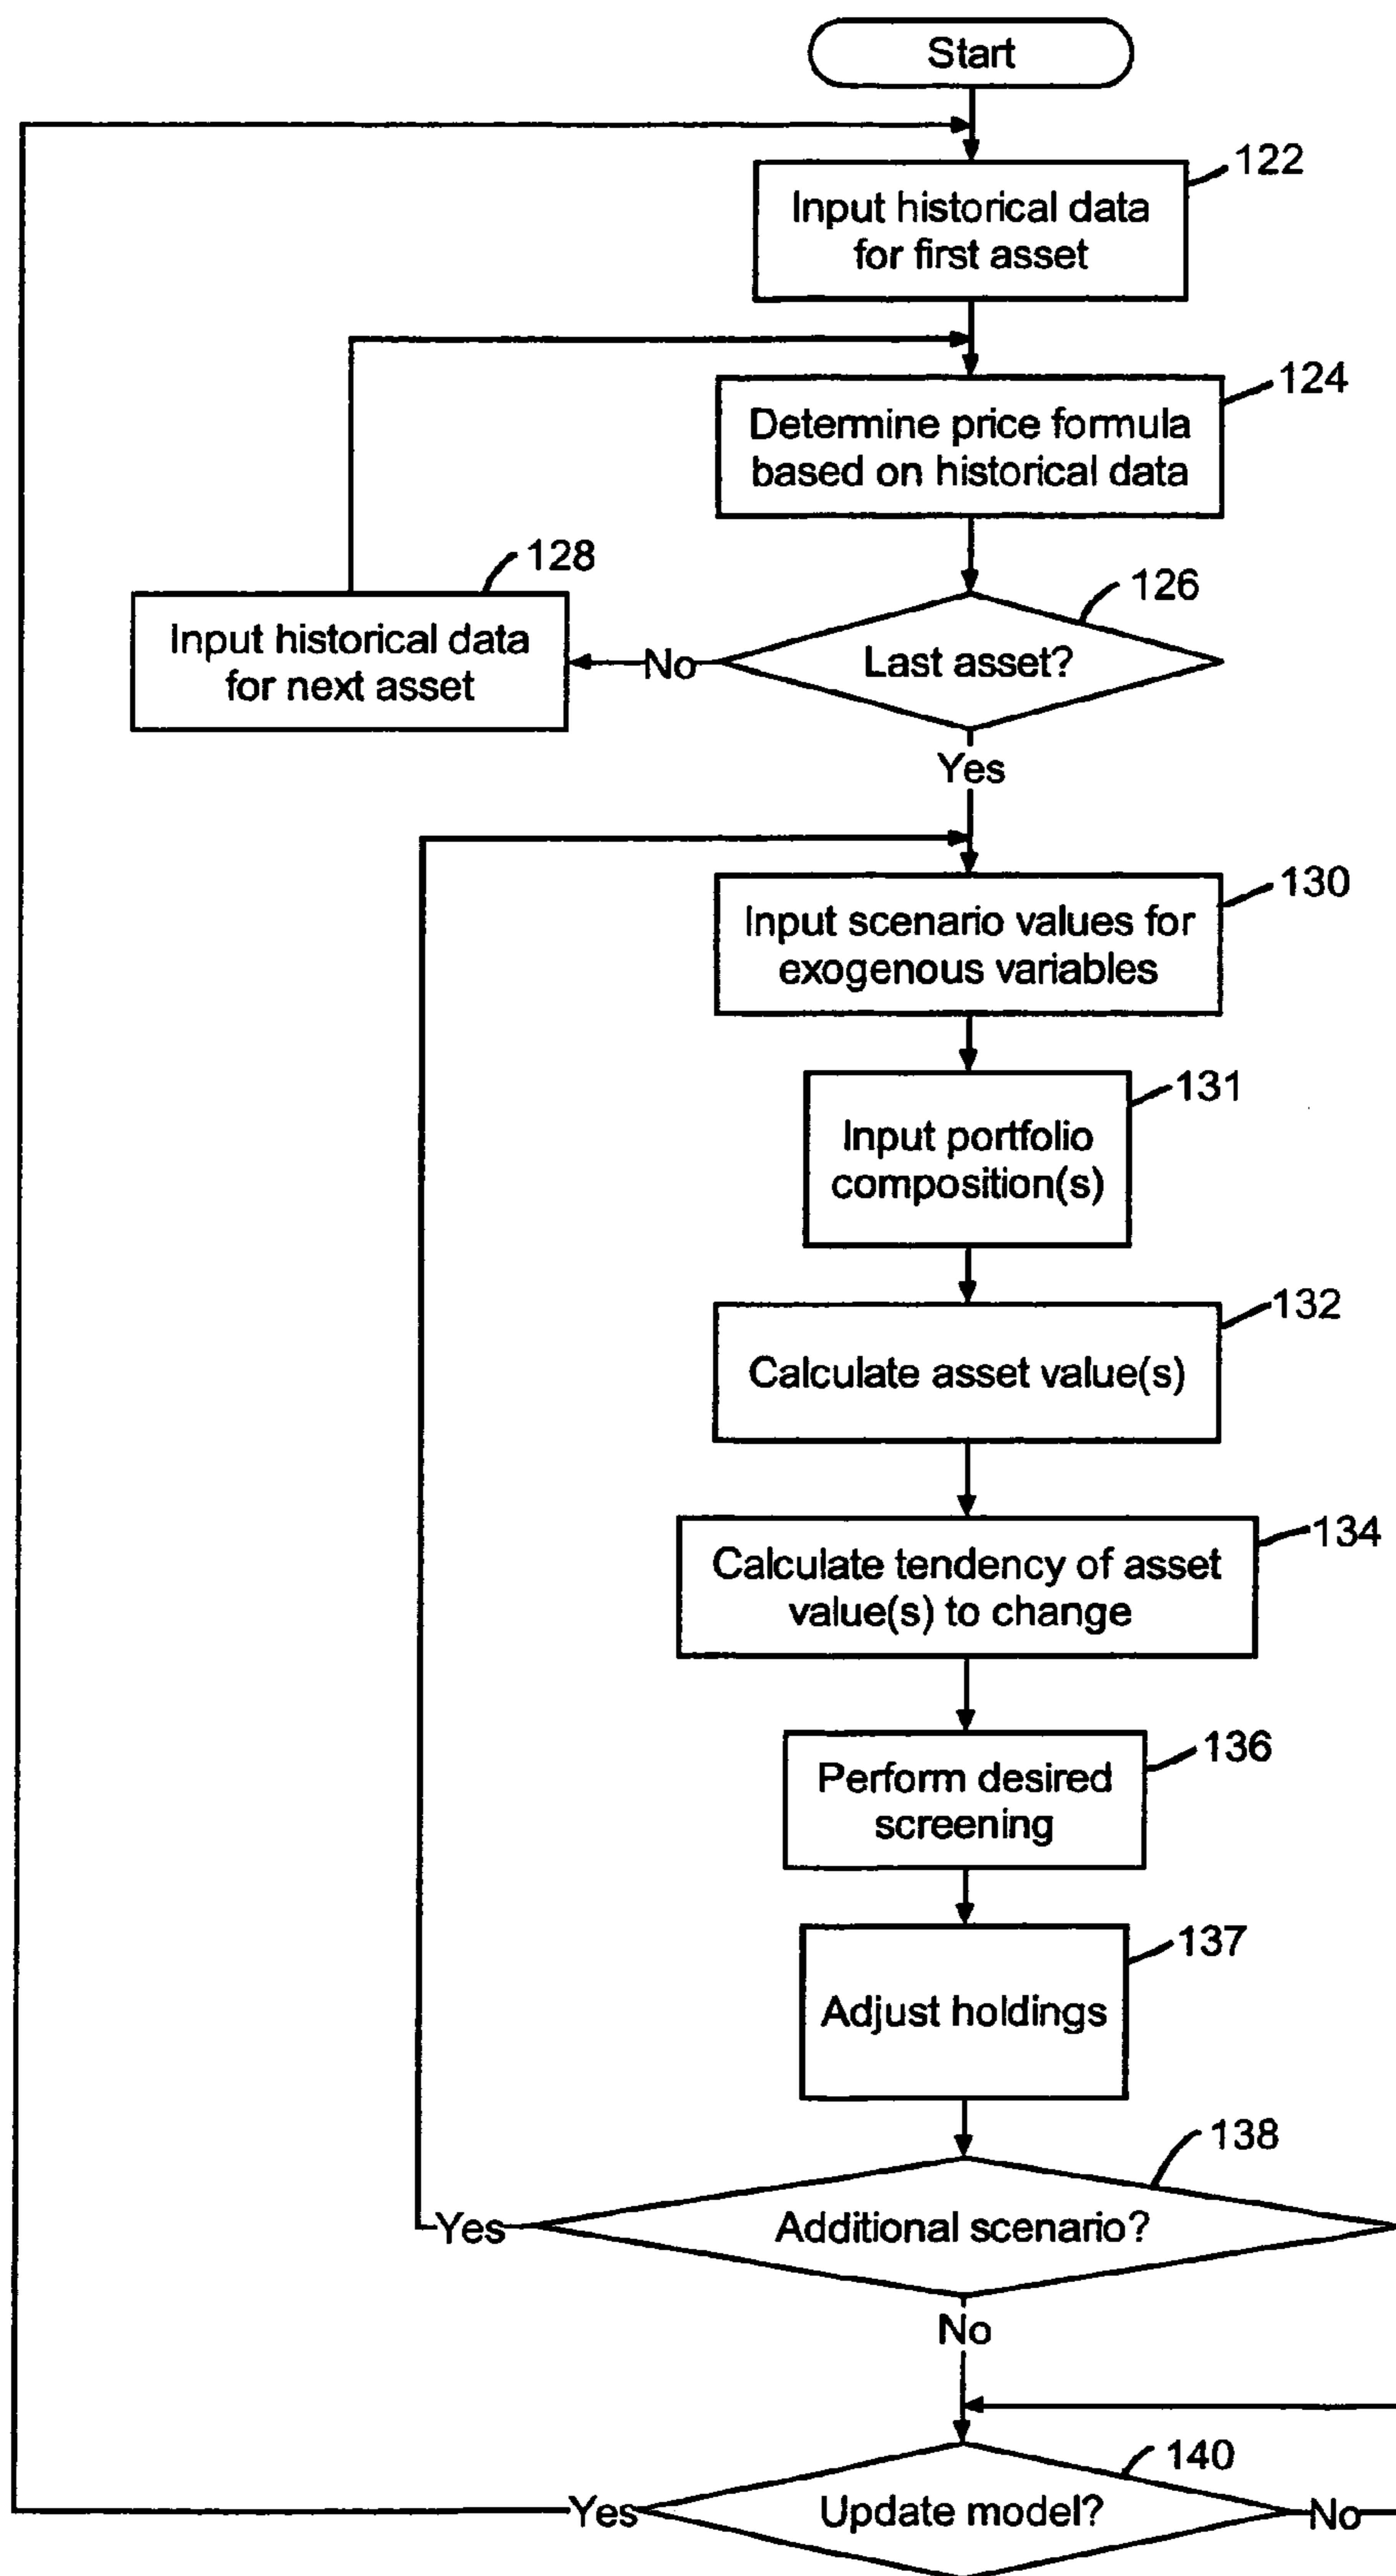 Start
122
Input historical data
for first asset
124
Determine price formula
based on historical data
128
126
Input historical data
for next asset
No
Last asset?
Yes
130
Input scenario values for
exogenous variables
131
Input portfolio
composition(s)
132
Calculate asset value(s)
134
Calculate tendency of asset
value(s) to change
136
Perform desired
screening
137
Adjust holdings
138
Yes
Additional scenario?
No
140
Yes
Update model?
No